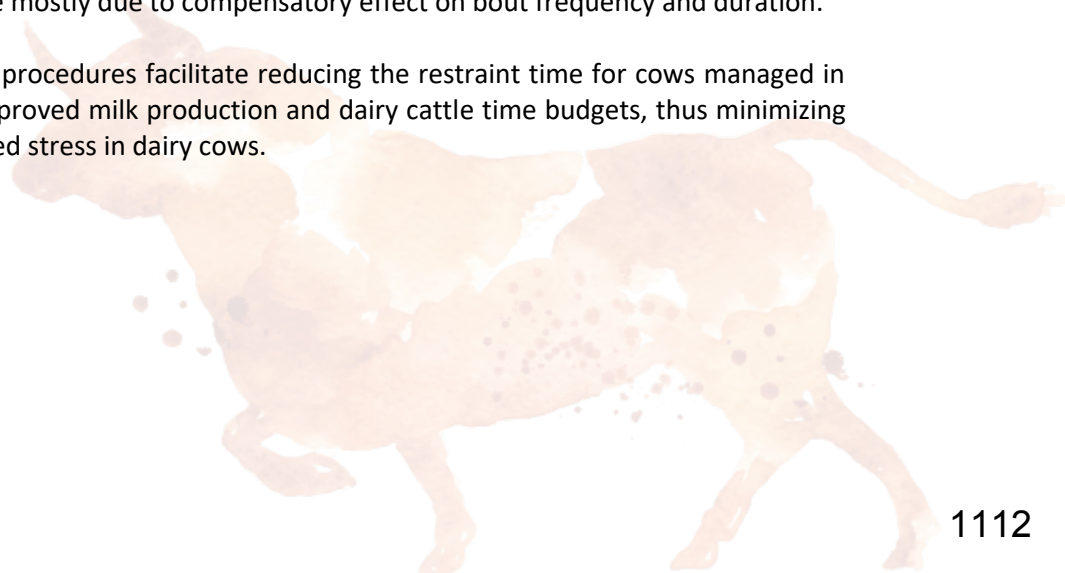 mostly due to compensatory effect on bout frequency and duration.
procedures facilitate reducing the restraint time for cows managed in
proved milk production and dairy cattle time budgets, thus minimizing
ed stress in dairy cows.
1112